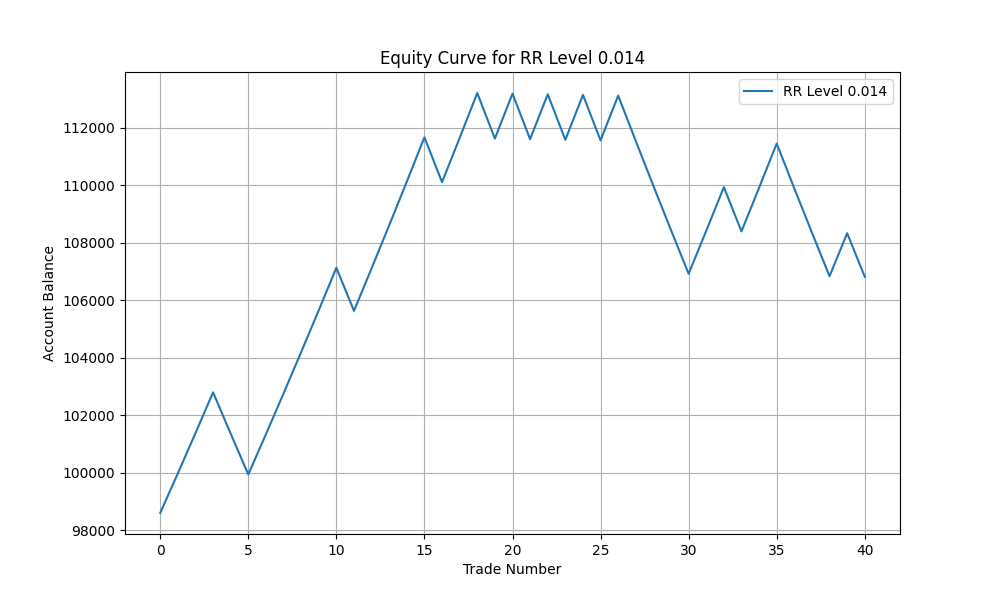 Equity Curve for RR Level 0.014
RR Level 0.014
112000
110000
108000
106000
104000
102000
100000
98000
Account Balance
0 5 10 15 20 25 30 35 40
Trade Number